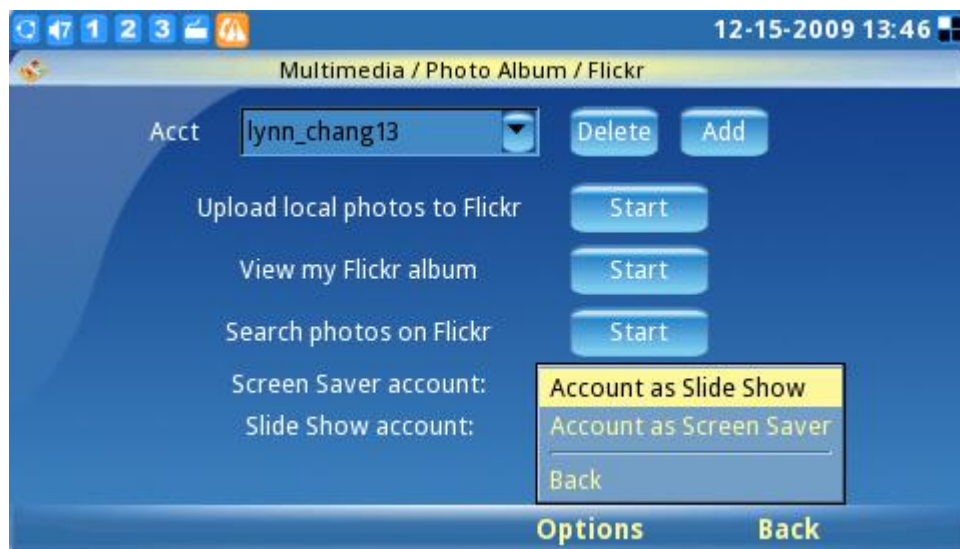 7 1 2 3 12-15-2009 13:46
Multimedia / Photo Album / Flickr
Acct lynn_chang13 Delete Add
Upload local photos to Flickr Start
View my Flickr album Start
Search photos on Flickr Start
Screen Saver account:
Account as Slide Show
Slide Show account:
Account as Screen Saver
Back
Options Back